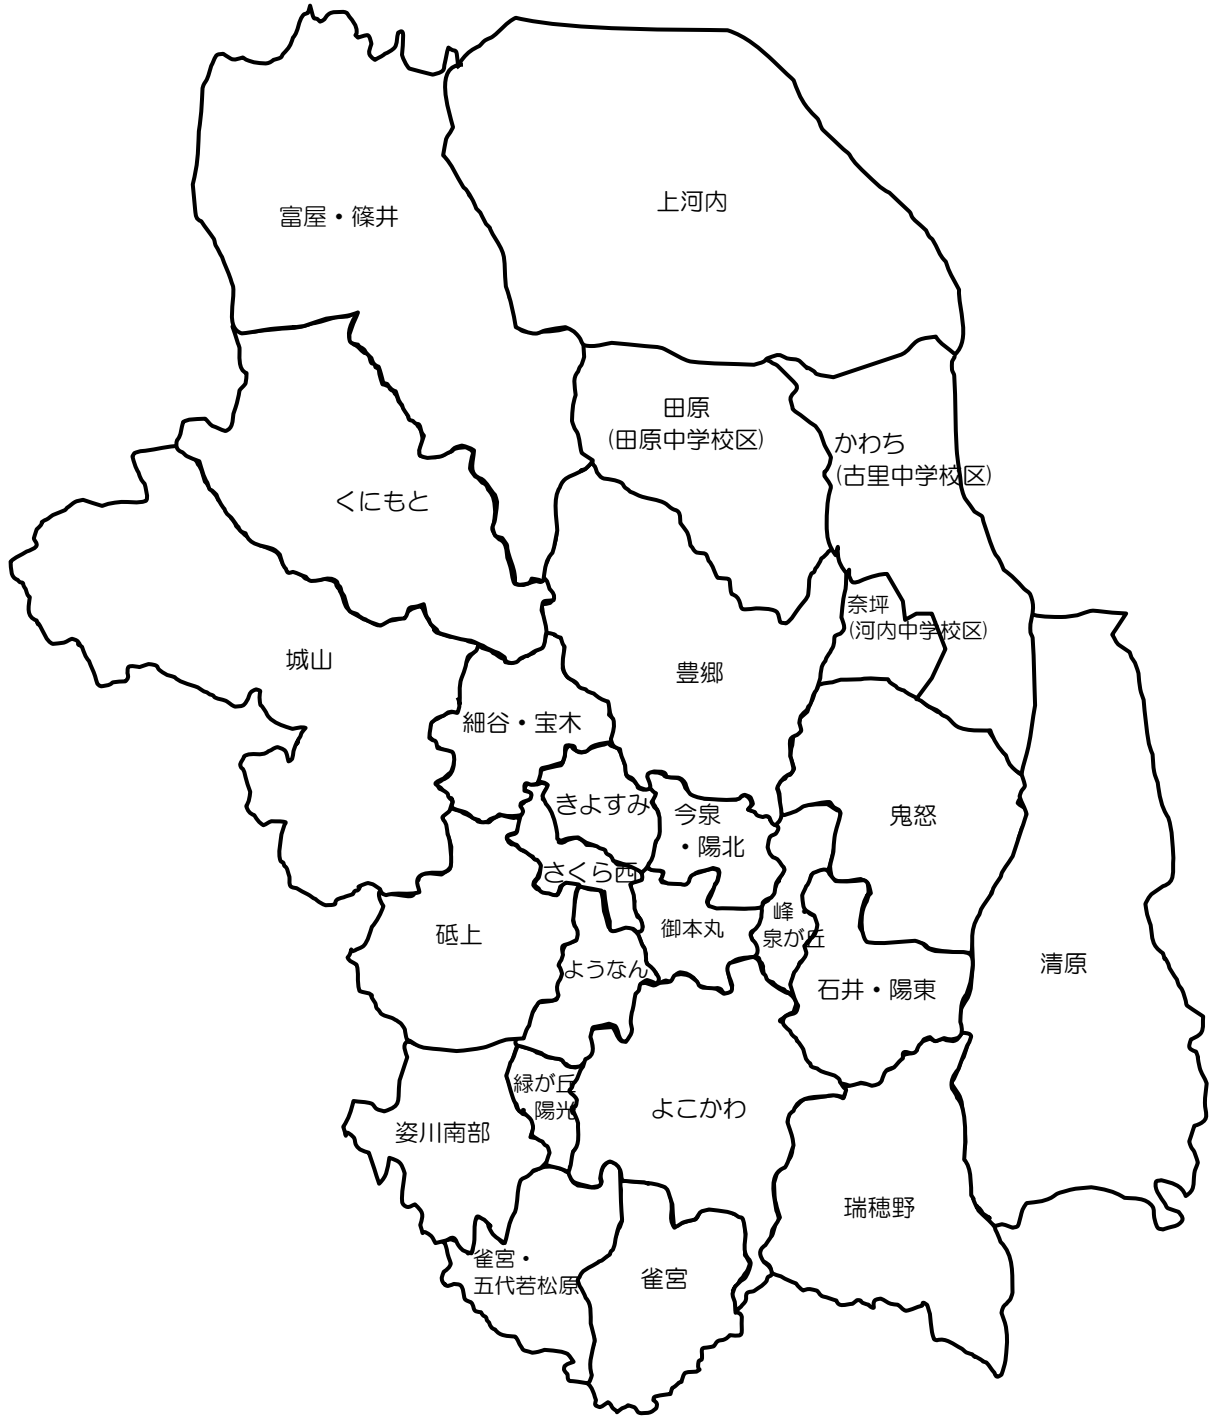 上河内
富屋・篠井
田原
(田原中学校区)
かわち
(古里中学校区)
くにもと
奈坪
(河内中学校区)
城山
豊郷
細谷・宝木
きよすみ
今泉
・陽北
鬼怒
さくら西
峰
泉が丘
御本丸
砥上
ようなん
清原
石井・陽東
緑が丘
・陽光
よこかわ
姿川南部
瑞穂野
雀宮・
五代若松原
雀宮